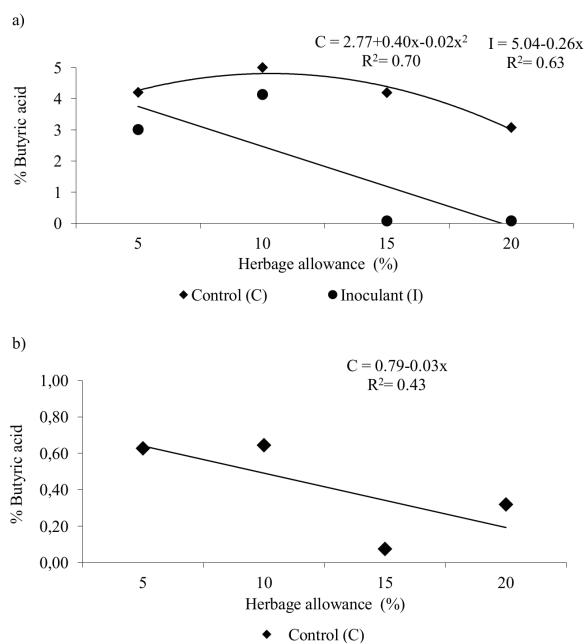 a)
C = 2.77+0.40x-0.02x² I = 5.04-0.26x
R²= 0.70 R²= 0.63
5
4
3
2
1
0
% Butyric acid
5 10 15 20
Herbage allowance (%)
Control (C) Inoculant (I)
b)
C = 0.79-0.03x
R²= 0.43
1,00
0,80
0,60
0,40
0,20
0,00
% Butyric acid
5 10 15 20
Herbage allowance (%)
Control (C)